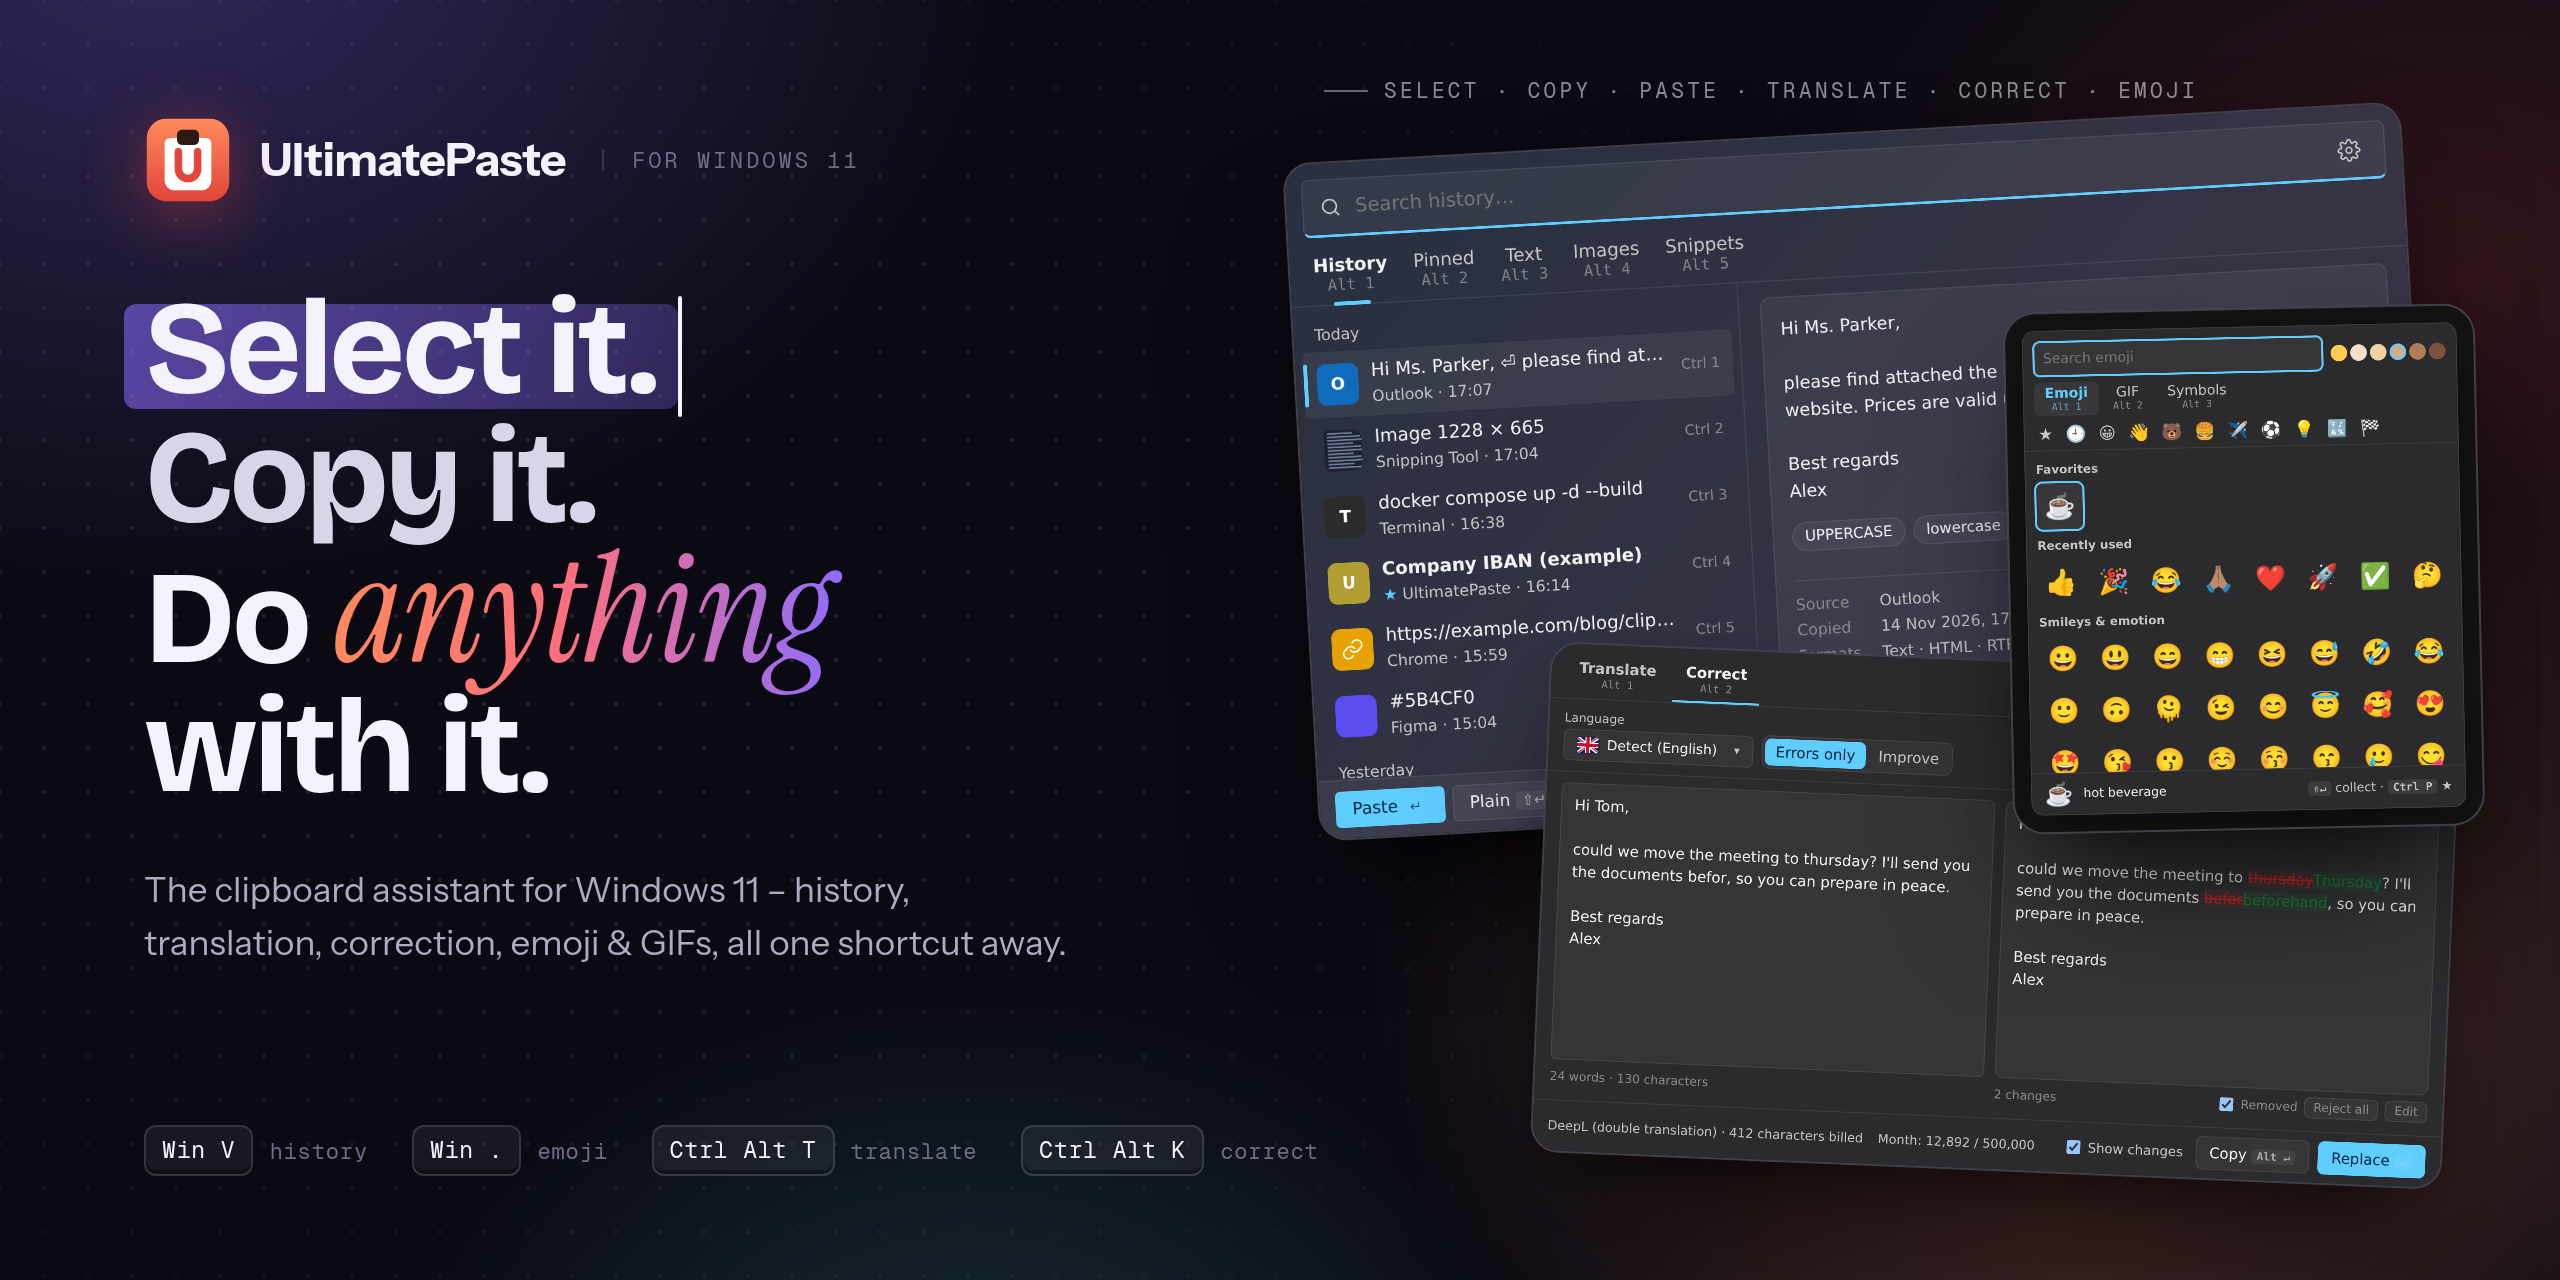 UltimatePaste
FOR WINDOWS 11
Select it.
Copy it.
Do anything
with it.
The clipboard assistant for Windows 11 – history,
translation, correction, emoji & GIFs, all one shortcut away.
Win V history
Win . emoji
Ctrl Alt T translate
Ctrl Alt K correct
SELECT · COPY · PASTE · TRANSLATE · CORRECT · EMOJI
Search history...
History Pinned Text Images Snippets
Alt 1 Alt 2 Alt 3 Alt 4 Alt 5
Today
O
Hi Ms. Parker, ⏎ please find at... Ctrl 1
Outlook · 17:07
Image 1228 × 665 Ctrl 2
Snipping Tool · 17:04
T
docker compose up -d --build Ctrl 3
Terminal · 16:38
U
Company IBAN (example) Ctrl 4
★ UltimatePaste · 16:14
https://example.com/blog/clip... Ctrl 5
Chrome · 15:59
#5B4CF0
Figma · 15:04
Yesterday
Paste ↵ Plain ⇧↵
Hi Ms. Parker,
please find attached the
website. Prices are valid
Best regards
Alex
UPPERCASE lowercase
Source Outlook
Copied 14 Nov 2026, 17
Formats Text · HTML · RTF
Search emoji
Emoji GIF Symbols
Alt 1 Alt 2 Alt 3
Favorites
Recently used
Smileys & emotion
hot beverage
⇧↵ collect · Ctrl P ★
Translate Correct
Alt 1 Alt 2
Language
Detect (English) Errors only Improve
Hi Tom,
could we move the meeting to thursday? I'll send you
the documents befor, so you can prepare in peace.
Best regards
Alex
24 words · 130 characters
could we move the meeting to thursdayThursday? I'll
send you the documents beforbeforehand, so you can
prepare in peace.
Best regards
Alex
2 changes
Removed Reject all Edit
DeepL (double translation) · 412 characters billed Month: 12,892 / 500,000
Show changes Copy Alt ↵ Replace